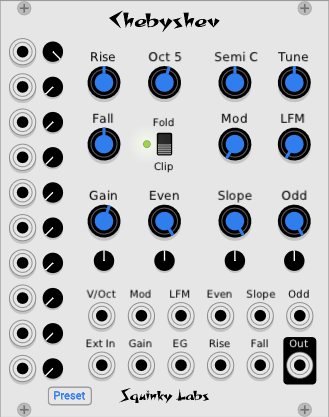 Chebyshev
Rise Oct 5 Semi C Tune
Fall Fold Mod LFM
Clip
Gain Even Slope Odd
V/Oct Mod LFM Even Slope Odd
Ext In Gain EG Rise Fall Out
Preset Squinky Labs